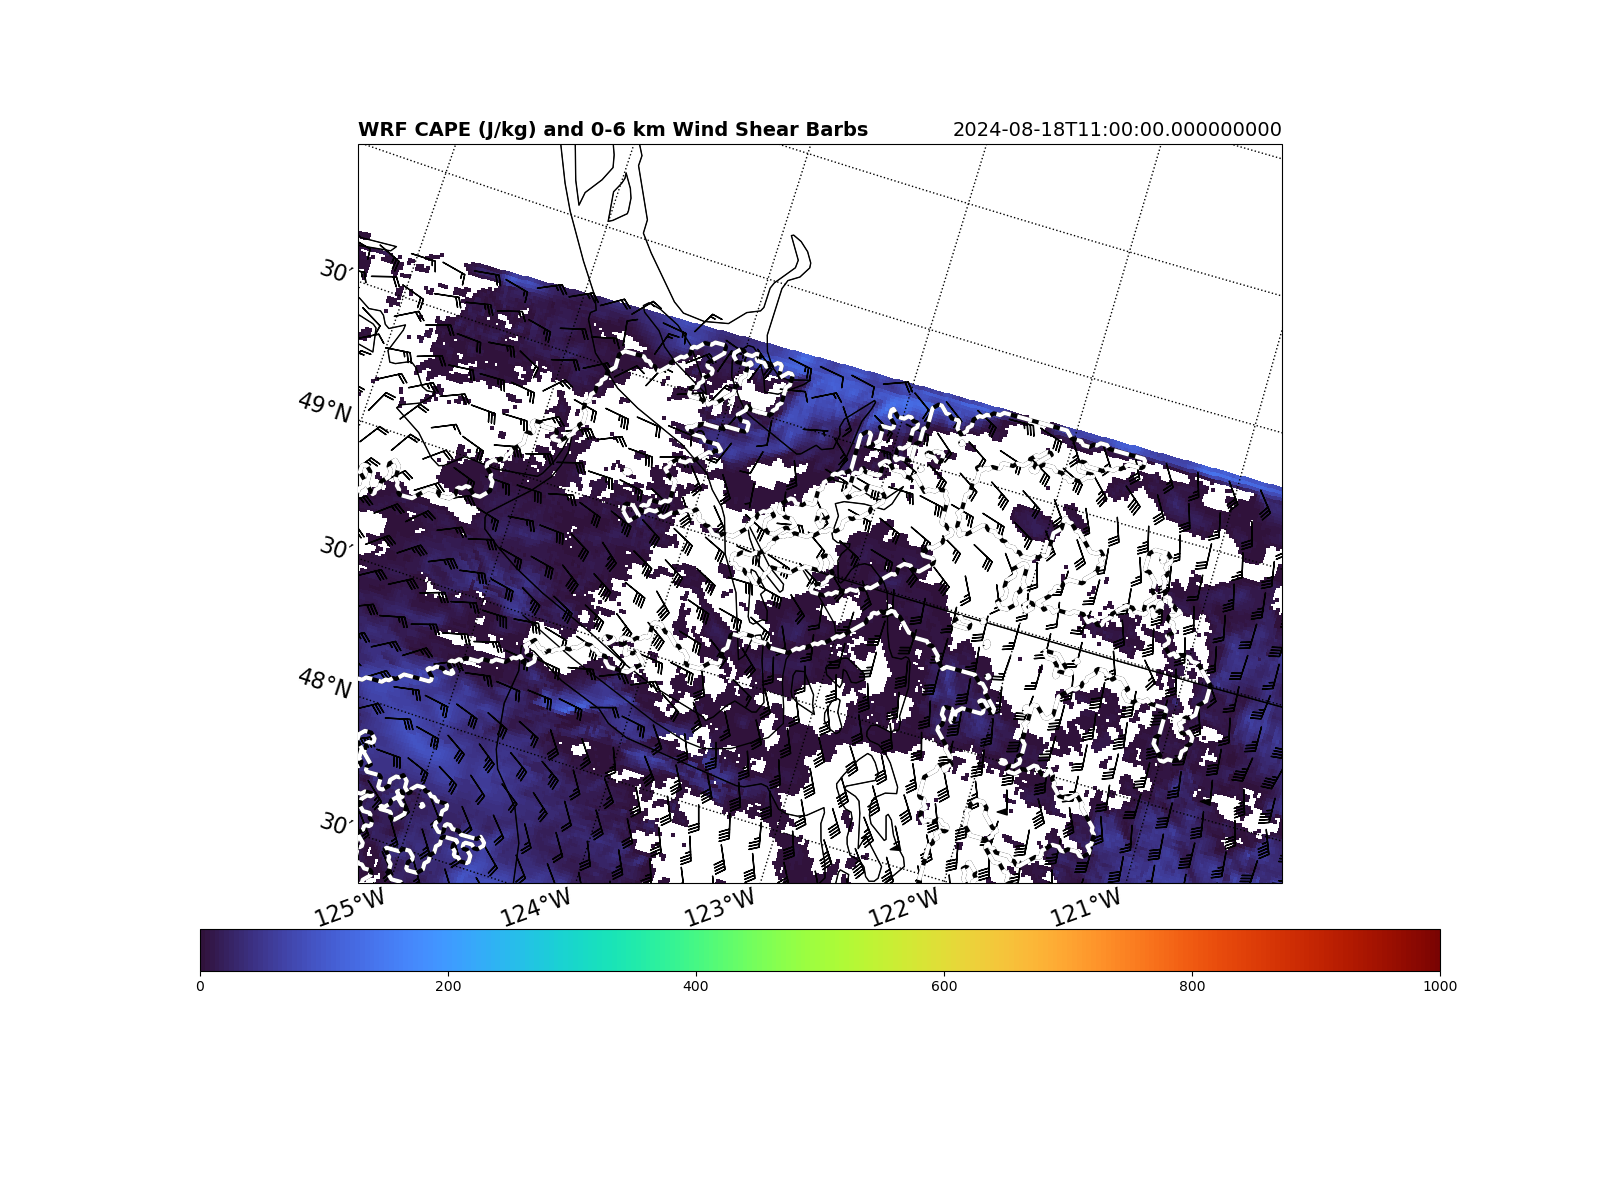 WRF CAPE (J/kg) and 0-6 km Wind Shear Barbs 2024-08-18T11:00:00.000000000
30′
49°N
30′
48°N
30′
125°W 124°W 123°W 122°W 121°W
0 200 400 600 800 1000